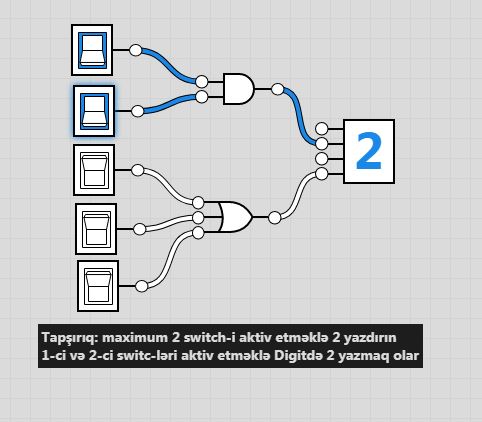 2
Tapşırıq: maximum 2 switch-i aktiv etməklə 2 yazdırın
1-ci və 2-ci switc-ləri aktiv etməklə Digitdə 2 yazmaq olar